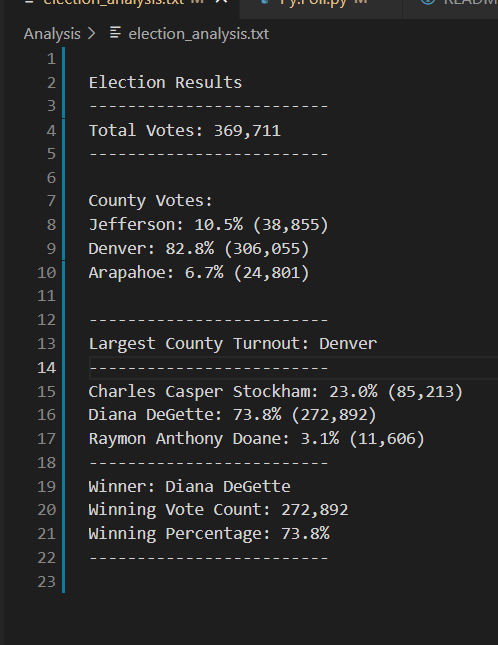 election_analysis.txt M Py.Poll.py M
Analysis > election_analysis.txt
1
2 Election Results
3 -------------------------
4 Total Votes: 369,711
5 -------------------------
6
7 County Votes:
8 Jefferson: 10.5% (38,855)
9 Denver: 82.8% (306,055)
10 Arapahoe: 6.7% (24,801)
11
12 -------------------------
13 Largest County Turnout: Denver
14 -------------------------
15 Charles Casper Stockham: 23.0% (85,213)
16 Diana DeGette: 73.8% (272,892)
17 Raymon Anthony Doane: 3.1% (11,606)
18 -------------------------
19 Winner: Diana DeGette
20 Winning Vote Count: 272,892
21 Winning Percentage: 73.8%
22 -------------------------
23